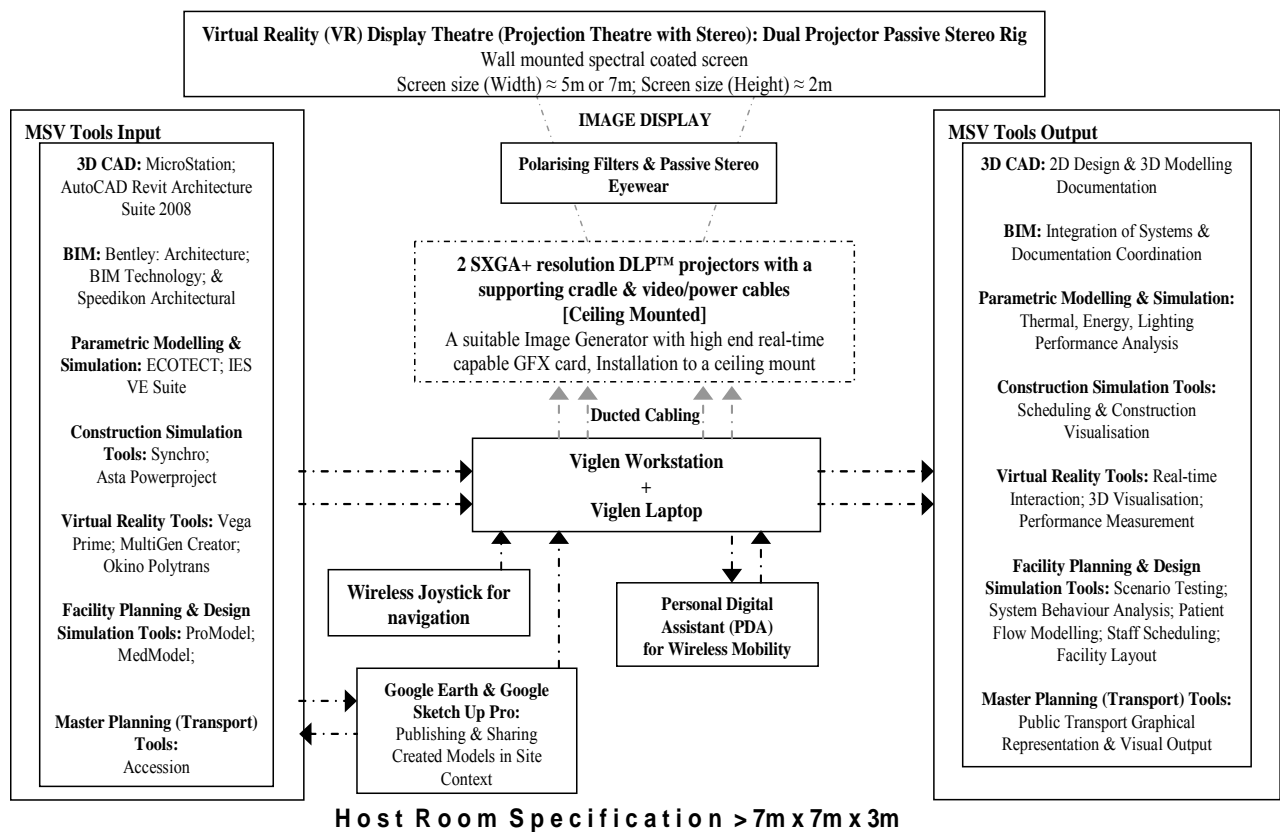 Virtual Reality (VR) Display Theatre (Projection Theatre with Stereo): Dual Projector Passive Stereo Rig
Wall mounted spectral coated screen
Screen size (Width) ≈ 5m or 7m; Screen size (Height) ≈ 2m
MSV Tools Input
3D CAD: MicroStation;
AutoCAD Revit Architecture
Suite 2008
BIM: Bentley: Architecture;
BIM Technology; &
Speedikon Architectural
Parametric Modelling &
Simulation: ECOTECT; IES
VE Suite
Construction Simulation
Tools: Synchro;
Asta Powerproject
Virtual Reality Tools: Vega
Prime; MultiGen Creator;
Okino Polytrans
Facility Planning & Design
Simulation Tools: ProModel;
MedModel;
Master Planning (Transport)
Tools:
Accession
IMAGE DISPLAY
Polarising Filters & Passive Stereo
Eyewear
2 SXGA+ resolution DLP™ projectors with a
supporting cradle & video/power cables
[Ceiling Mounted]
A suitable Image Generator with high end real-time
capable GFX card, Installation to a ceiling mount
Ducted Cabling
Viglen Workstation
+
Viglen Laptop
Wireless Joystick for
navigation
Personal Digital
Assistant (PDA)
for Wireless Mobility
Google Earth & Google
Sketch Up Pro:
Publishing & Sharing
Created Models in Site
Context
MSV Tools Output
3D CAD: 2D Design & 3D Modelling
Documentation
BIM: Integration of Systems &
Documentation Coordination
Parametric Modelling & Simulation:
Thermal, Energy, Lighting
Performance Analysis
Construction Simulation Tools:
Scheduling & Construction
Visualisation
Virtual Reality Tools: Real-time
Interaction; 3D Visualisation;
Performance Measurement
Facility Planning & Design
Simulation Tools: Scenario Testing;
System Behaviour Analysis; Patient
Flow Modelling; Staff Scheduling;
Facility Layout
Master Planning (Transport) Tools:
Public Transport Graphical
Representation & Visual Output
Host Room Specification > 7m x 7m x 3m